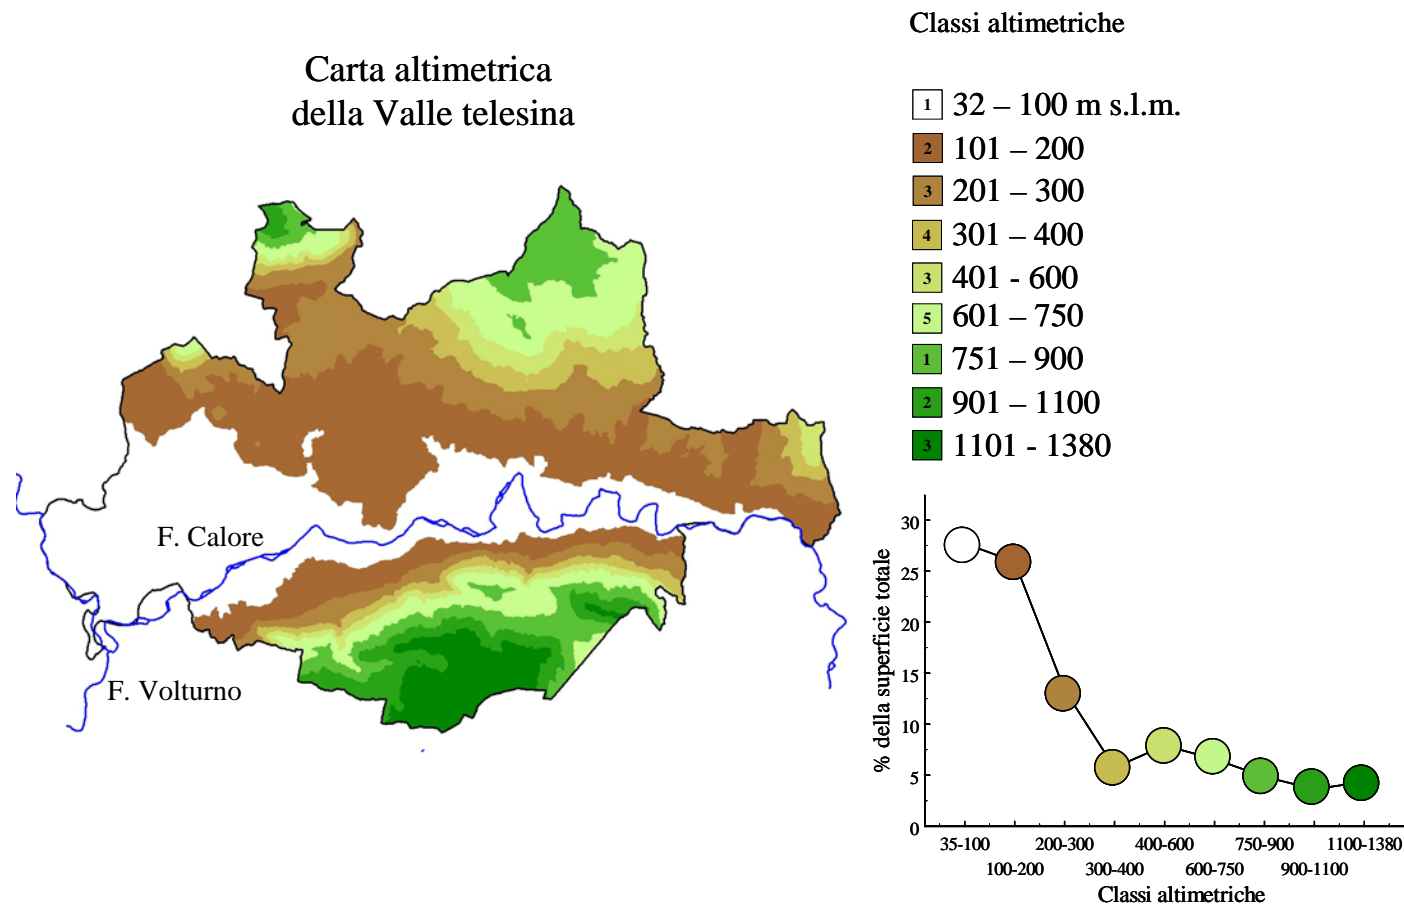 Classi altimetriche
Carta altimetrica
della Valle telesina
1 32 – 100 m s.l.m.
2 101 – 200
3 201 – 300
4 301 – 400
3 401 - 600
5 601 – 750
1 751 – 900
2 901 – 1100
3 1101 - 1380
F. Calore
F. Volturno
% della superficie totale
30
25
20
15
10
5
0
35-100 200-300 400-600 750-900 1100-1380
100-200 300-400 600-750 900-1100
Classi altimetriche